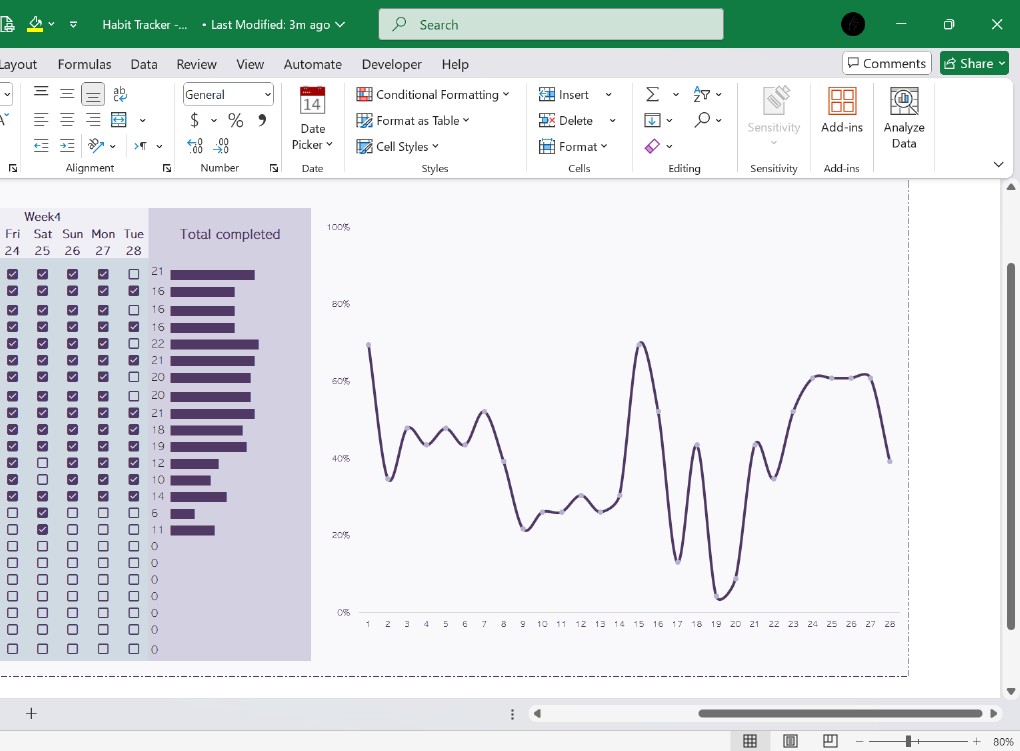 Habit Tracker -... • Last Modified: 3m ago
Search
Layout Formulas Data Review View Automate Developer Help
Comments Share
General
Conditional Formatting
Insert
Format as Table
Delete
Cell Styles
Format
14
Date
Picker
Sensitivity
Add-ins
Analyze
Data
$ % 9
.00
Alignment Number Date Styles Cells Editing Sensitivity Add-ins
Week4
Fri Sat Sun Mon Tue
24 25 26 27 28
Total completed
21
16
16
16
22
21
20
20
21
18
19
12
10
14
6
11
0
0
0
0
0
0
0
100%
80%
60%
40%
20%
0%
1 2 3 4 5 6 7 8 9 10 11 12 13 14 15 16 17 18 19 20 21 22 23 24 25 26 27 28
80%